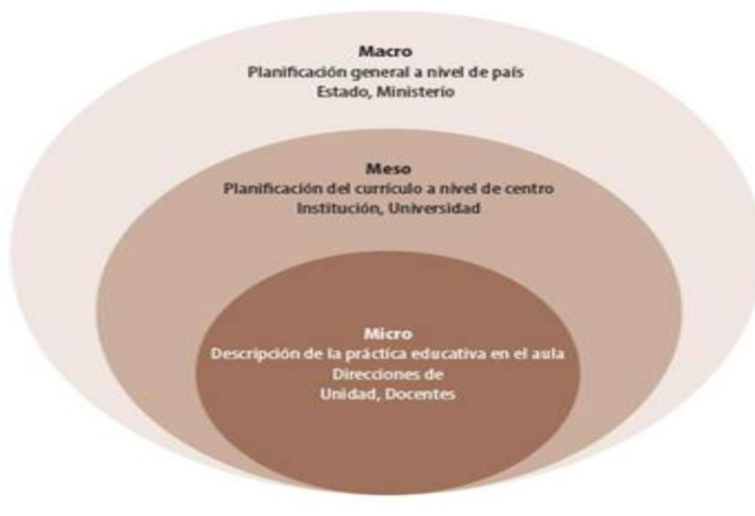 Macro
Planificación general a nivel de país
Estado, Ministerio
Meso
Planificación del currículo a nivel de centro
Institución, Universidad
Micro
Descripción de la práctica educativa en el aula
Direcciones de
Unidad, Docentes